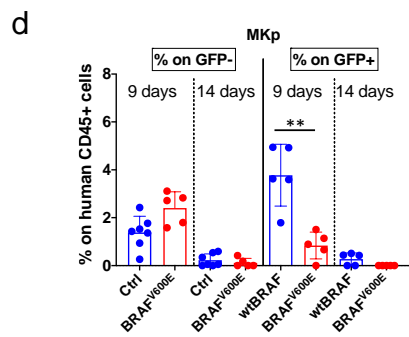 d
MKp
% on GFP- % on GFP+
9 days 14 days 9 days 14 days
% on human CD45+ cells
8
6
4
2
0
**
Ctrl BRAFV600E Ctrl BRAFV600E wtBRAF BRAFV600E wtBRAF BRAFV600E